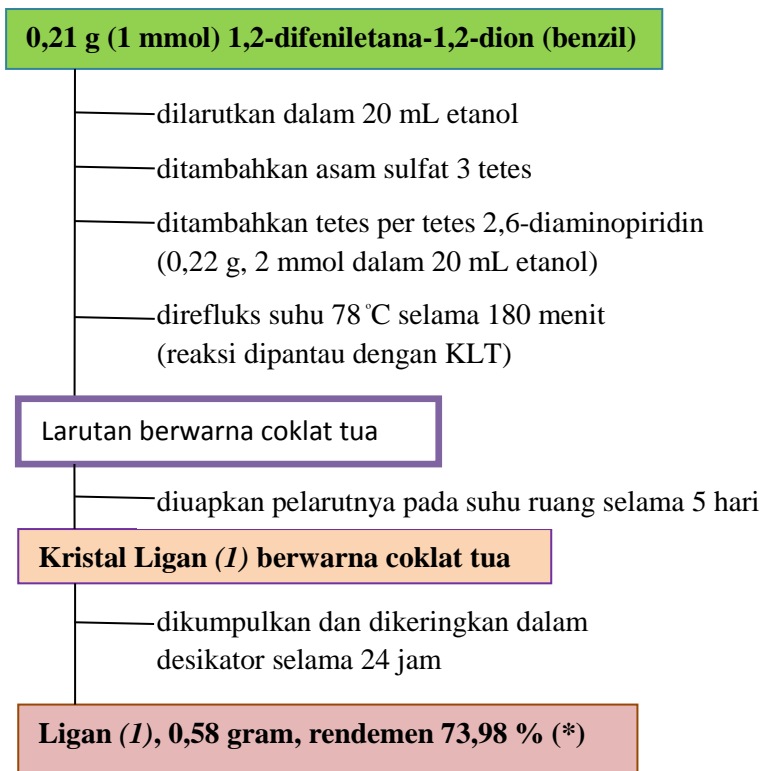 0,21 g (1 mmol) 1,2-difeniletana-1,2-dion (benzil)
dilarutkan dalam 20 mL etanol
ditambahkan asam sulfat 3 tetes
ditambahkan tetes per tetes 2,6-diaminopiridin
(0,22 g, 2 mmol dalam 20 mL etanol)
direfluks suhu 78 °C selama 180 menit
(reaksi dipantau dengan KLT)
Larutan berwarna coklat tua
diuapkan pelarutnya pada suhu ruang selama 5 hari
Kristal Ligan (1) berwarna coklat tua
dikumpulkan dan dikeringkan dalam
desikator selama 24 jam
Ligan (1), 0,58 gram, rendemen 73,98 % (*)